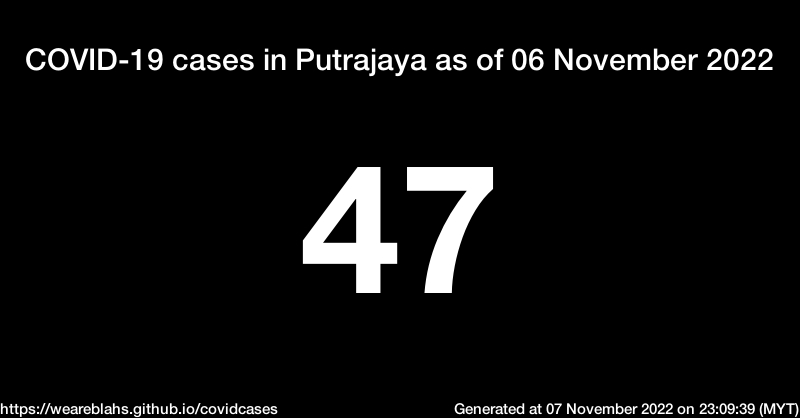 COVID-19 cases in Putrajaya as of 06 November 2022
47
https://weareblahs.github.io/covidcases
Generated at 07 November 2022 on 23:09:39 (MYT)